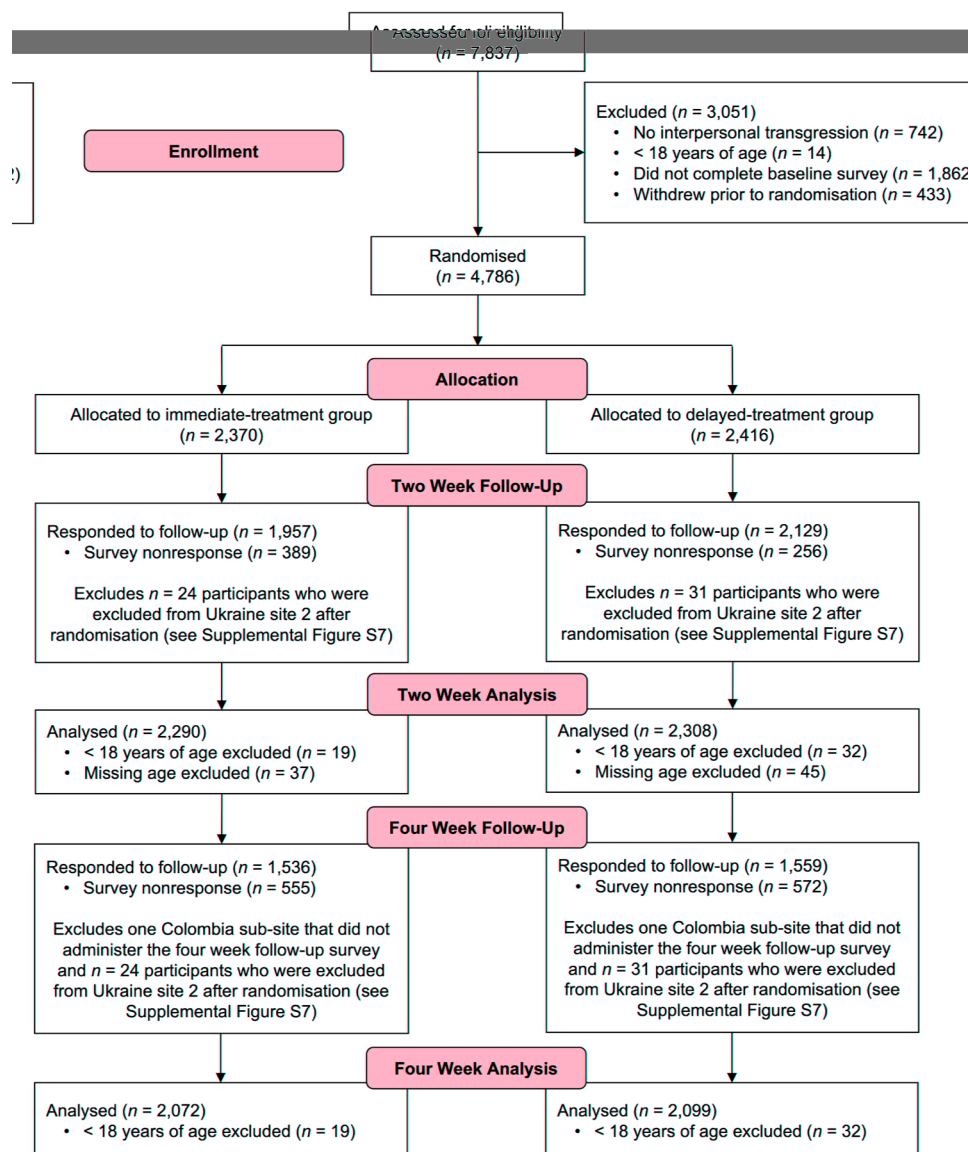 Assessed for eligibility
(n = 7,837)
2)
Enrollment
Excluded (n = 3,051)
• No interpersonal transgression (n = 742)
• < 18 years of age (n = 14)
• Did not complete baseline survey (n = 1,862
• Withdrew prior to randomisation (n = 433)
Randomised
(n = 4,786)
Allocation
Allocated to immediate-treatment group
(n = 2,370)
Allocated to delayed-treatment group
(n = 2,416)
Two Week Follow-Up
Responded to follow-up (n = 1,957)
• Survey nonresponse (n = 389)
Excludes n = 24 participants who were
excluded from Ukraine site 2 after
randomisation (see Supplemental Figure S7)
Responded to follow-up (n = 2,129)
• Survey nonresponse (n = 256)
Excludes n = 31 participants who were
excluded from Ukraine site 2 after
randomisation (see Supplemental Figure S7)
Two Week Analysis
Analysed (n = 2,290)
• < 18 years of age excluded (n = 19)
• Missing age excluded (n = 37)
Analysed (n = 2,308)
• < 18 years of age excluded (n = 32)
• Missing age excluded (n = 45)
Four Week Follow-Up
Responded to follow-up (n = 1,536)
• Survey nonresponse (n = 555)
Excludes one Colombia sub-site that did not
administer the four week follow-up survey
and n = 24 participants who were excluded
from Ukraine site 2 after randomisation (see
Supplemental Figure S7)
Responded to follow-up (n = 1,559)
• Survey nonresponse (n = 572)
Excludes one Colombia sub-site that did not
administer the four week follow-up survey
and n = 31 participants who were excluded
from Ukraine site 2 after randomisation (see
Supplemental Figure S7)
Four Week Analysis
Analysed (n = 2,072)
• < 18 years of age excluded (n = 19)
Analysed (n = 2,099)
• < 18 years of age excluded (n = 32)